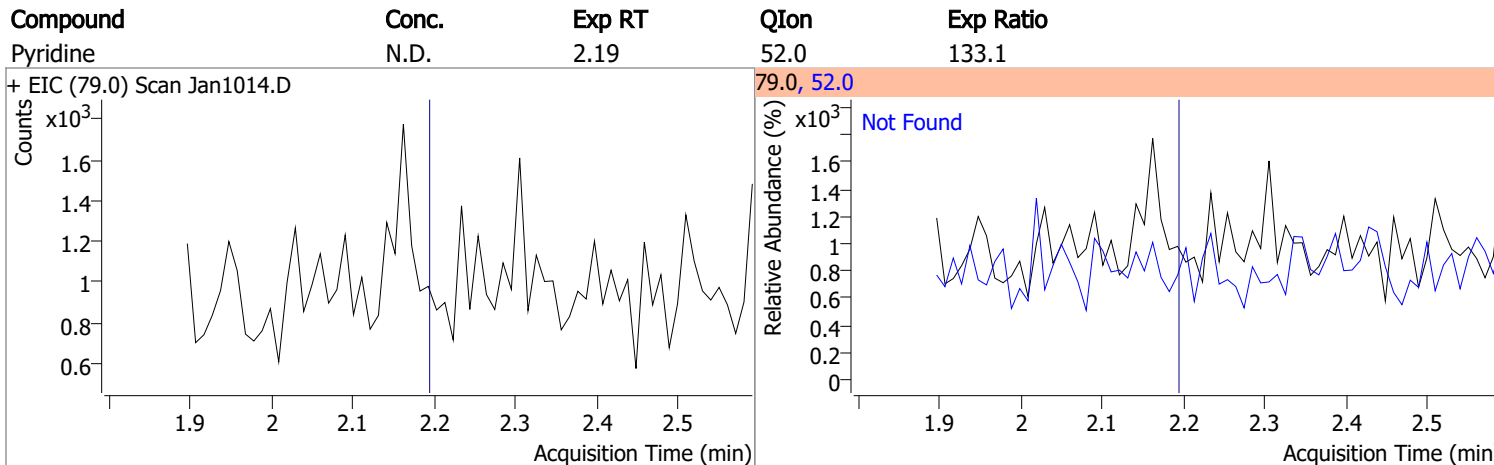 Compound Conc. Exp RT QIon Exp Ratio
Pyridine N.D. 2.19 52.0 133.1
+ EIC (79.0) Scan Jan1014.D
Counts
x10³
1.6
1.4
1.2
1
0.8
0.6
1.9 2 2.1 2.2 2.3 2.4 2.5
Acquisition Time (min)
79.0, 52.0
Relative Abundance (%)
x10³
Not Found
1.6
1.4
1.2
1
0.8
0.6
0.4
0.2
0
1.9 2 2.1 2.2 2.3 2.4 2.5
Acquisition Time (min